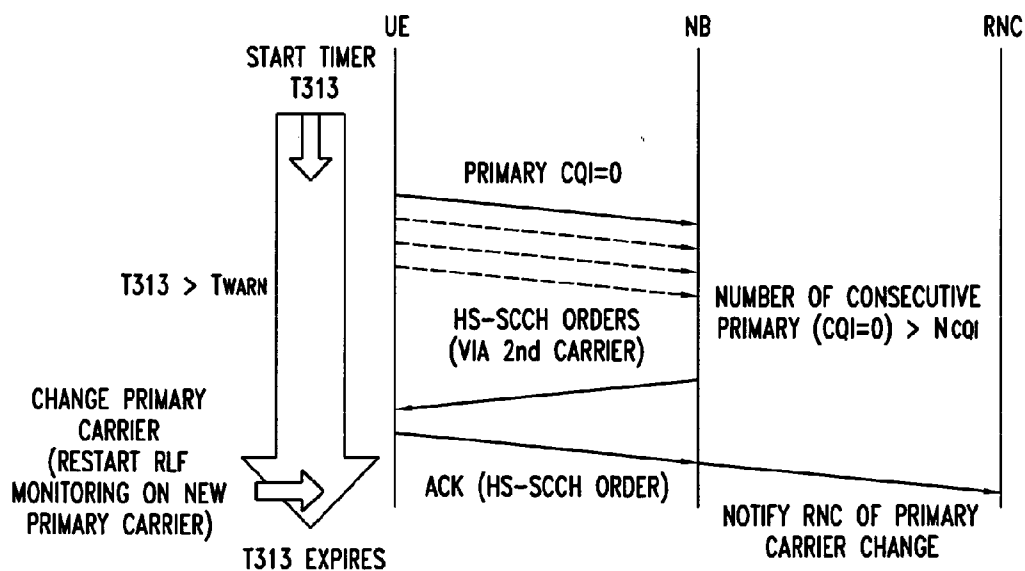 UE
NB
RNC
START TIMER
T313
PRIMARY CQI=0
T313 > TWARN
HS-SCCH ORDERS
(VIA 2nd CARRIER)
NUMBER OF CONSECUTIVE
PRIMARY (CQI=0) > NCQI
CHANGE PRIMARY
CARRIER
(RESTART RLF
MONITORING ON NEW
PRIMARY CARRIER)
ACK (HS-SCCH ORDER)
NOTIFY RNC OF PRIMARY
CARRIER CHANGE
T313 EXPIRES